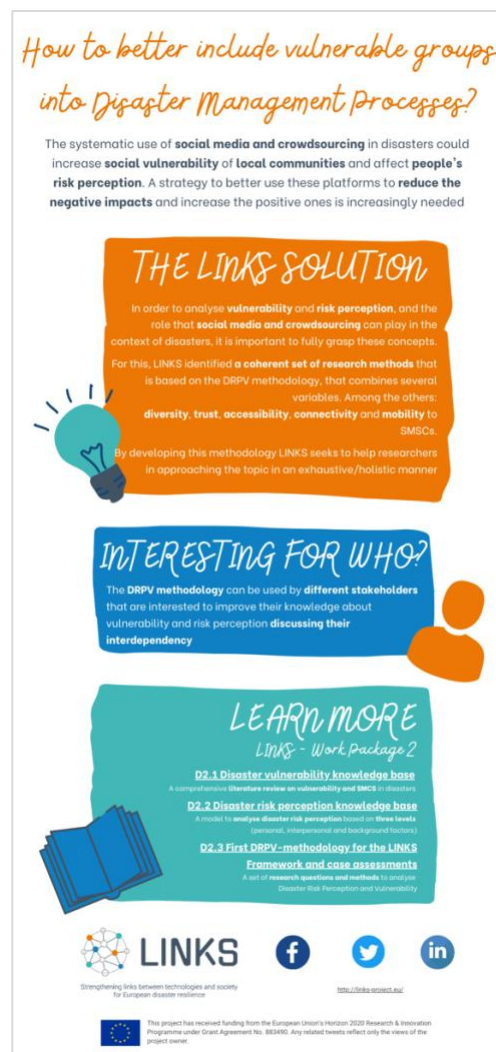 How to better include vulnerable groups
into Disaster Management Processes?
The systematic use of social media and crowdsourcing in disasters could
increase social vulnerability of local communities and affect people's
risk perception. A strategy to better use these platforms to reduce the
negative impacts and increase the positive ones is increasingly needed
THE LINKS SOLUTION
In order to analyse vulnerability and risk perception, and the
role that social media and crowdsourcing can play in the
context of disasters, it is important to fully grasp these concepts.
For this, LINKS identified a coherent set of research methods that
is based on the DRPV methodology, that combines several
variables. Among the others:
diversity, trust, accessibility, connectivity and mobility to
SMSCs.
By developing this methodology LINKS seeks to help researchers
in approaching the topic in an exhaustive/holistic manner
INTERESTING FOR WHO?
The DRPV methodology can be used by different stakeholders
that are interested to improve their knowledge about
vulnerability and risk perception discussing their
interdependency
LEARN MORE
LINKS - Work Package 2
D2.1 Disaster vulnerability knowledge base
A comprehensive literature review on vulnerability and SMCS in disasters
D2.2 Disaster risk perception knowledge base
A model to analyse disaster risk perception based on three levels
(personal, interpersonal and background factors)
D2.3 First DRPV-methodology for the LINKS
Framework and case assessments
A set of research questions and methods to analyse
Disaster Risk Perception and Vulnerability
LINKS
Strengthening links between technologies and society
for European disaster resilience
f
in
http://links-project.eu/
This project has received funding from the European Union's Horizon 2020 Research & Innovation
Programme under Grant Agreement No. 883490. Any related tweets reflect only the views of the
project owner.